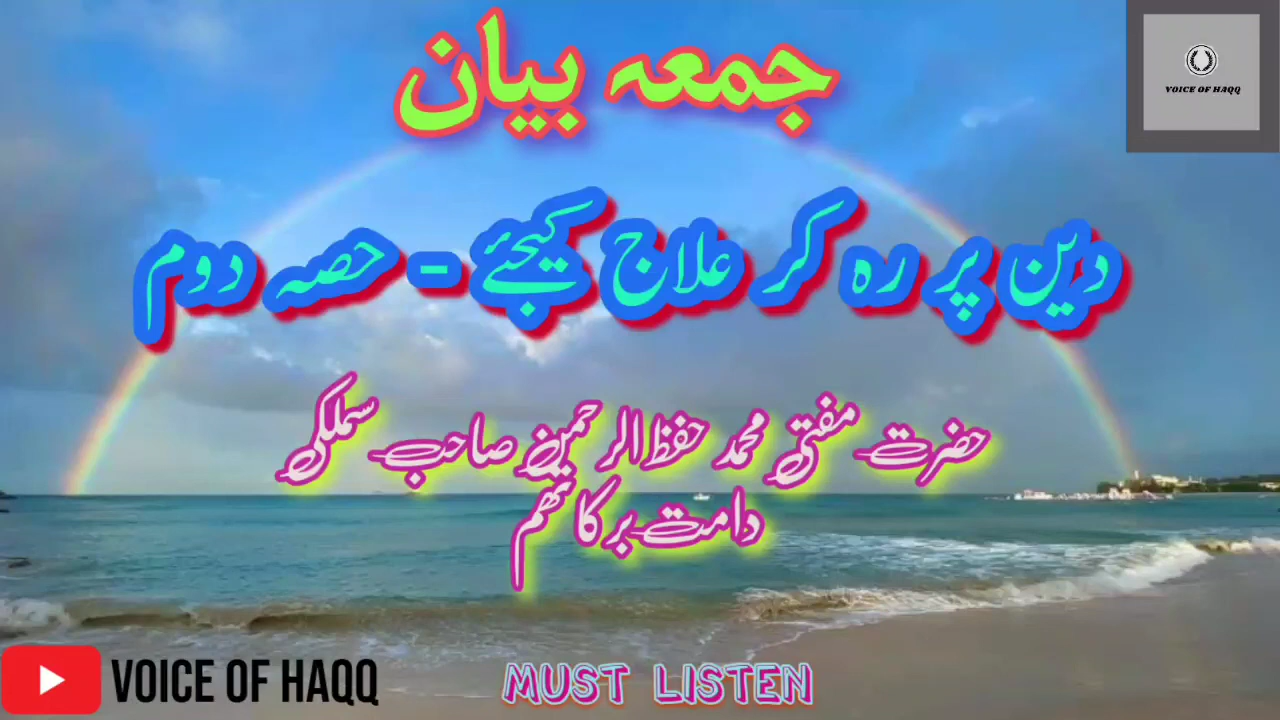 جمعہ بیان
VOICE OF HAQQ
دین پر رہ کر علاج کیجئے - حصہ دوم
حضرت مفتی محمد حفظ الرحمن صاحب سملکی
دامت برکاتھم
VOICE OF HAQQ
MUST LISTEN